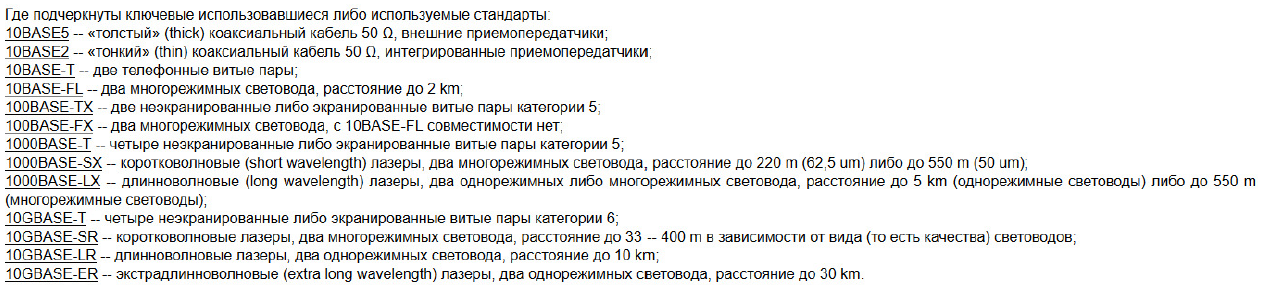 Где подчеркнуты ключевые использовавшиеся либо используемые стандарты:
10BASE5 -- «толстый» (thick) коаксиальный кабель 50 Ω, внешние приемопередатчики;
10BASE2 -- «тонкий» (thin) коаксиальный кабель 50 Ω, интегрированные приемопередатчики;
10BASE-T -- две телефонные витые пары;
10BASE-FL -- два многорежимных световода, расстояние до 2 km;
100BASE-TX -- две неэкранированные либо экранированные витые пары категории 5;
100BASE-FX -- два многорежимных световода, с 10BASE-FL совместимости нет;
1000BASE-T -- четыре неэкранированные либо экранированные витые пары категории 5;
1000BASE-SX -- коротковолновые (short wavelength) лазеры, два многорежимных световода, расстояние до 220 m (62,5 um) либо до 550 m (50 um);
1000BASE-LX -- длинноволновые (long wavelength) лазеры, два однорежимных либо многорежимных световода, расстояние до 5 km (однорежимные световоды) либо до 550 m
(многорежимные световоды);
10GBASE-T -- четыре неэкранированные либо экранированные витые пары категории 6;
10GBASE-SR -- коротковолновые лазеры, два многорежимных световода, расстояние до 33 -- 400 m в зависимости от вида (то есть качества) световодов;
10GBASE-LR -- длинноволновые лазеры, два однорежимных световода, расстояние до 10 km;
10GBASE-ER -- экстрадлинноволновые (extra long wavelength) лазеры, два однорежимных световода, расстояние до 30 km.